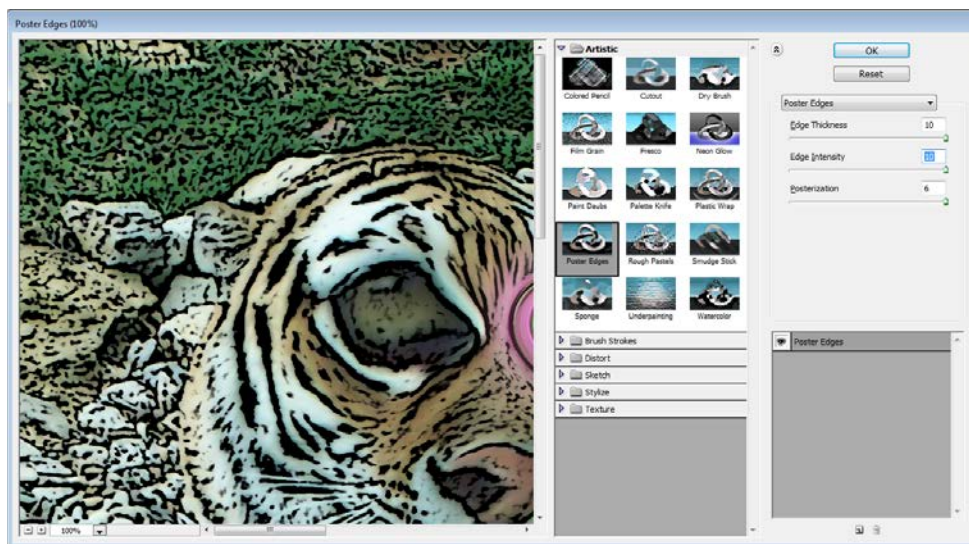 Poster Edges (100%)
Artistic
Colored Pencil
Cutout
Dry Brush
Film Grain
Fresco
Neon Glow
Paint Daubs
Palette Knife
Plastic Wrap
Poster Edges
Rough Pastels
Smudge Stick
Sponge
Underpainting
Watercolor
Brush Strokes
Distort
Sketch
Stylize
Texture
OK
Reset
Poster Edges
Edge Thickness 10
Edge Intensity 10
Posterization 6
Poster Edges
100%